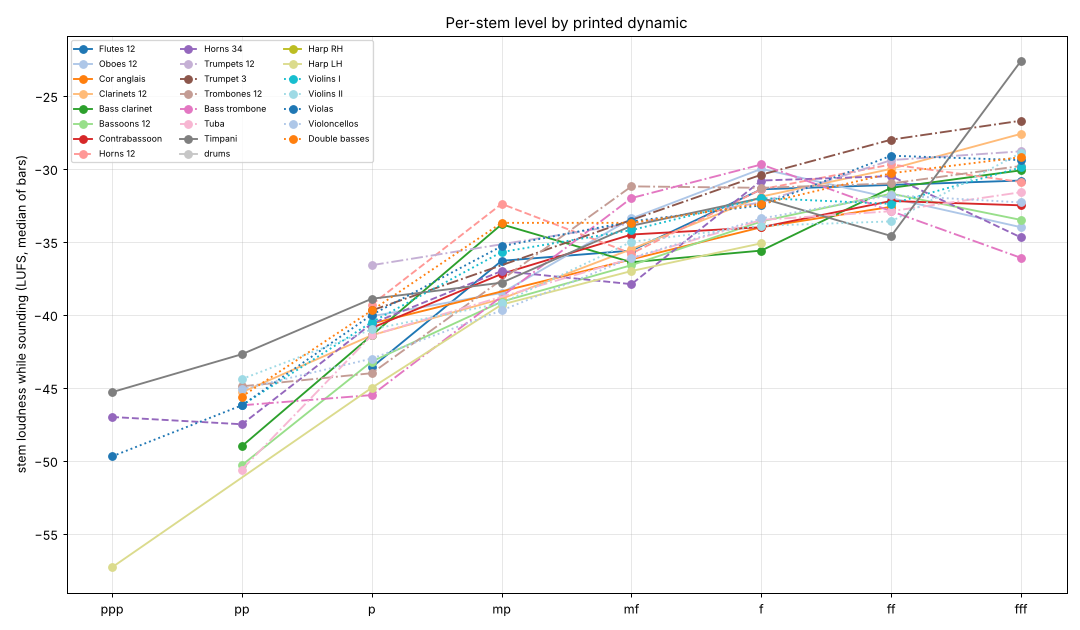 Per-stem level by printed dynamic
Flutes 12
Oboes 12
Cor anglais
Clarinets 12
Bass clarinet
Bassoons 12
Contrabassoon
Horns 12
Horns 34
Trumpets 12
Trumpet 3
Trombones 12
Bass trombone
Tuba
Timpani
drums
Harp RH
Harp LH
Violins I
Violins II
Violas
Violoncellos
Double basses
stem loudness while sounding (LUFS, median of bars)
−25
−30
−35
−40
−45
−50
−55
ppp pp p mp mf f ff fff